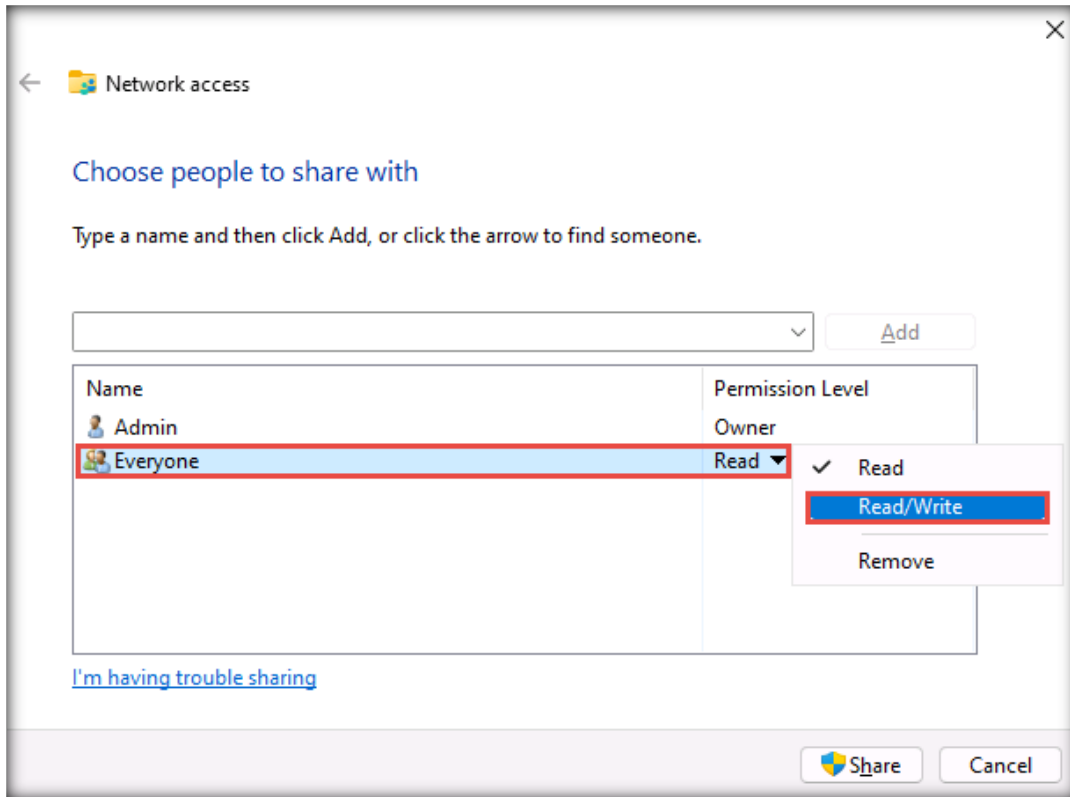 Network access
Choose people to share with
Type a name and then click Add, or click the arrow to find someone.
Add
Name Permission Level
Admin Owner
Everyone Read
Read
Read/Write
Remove
I'm having trouble sharing
Share Cancel